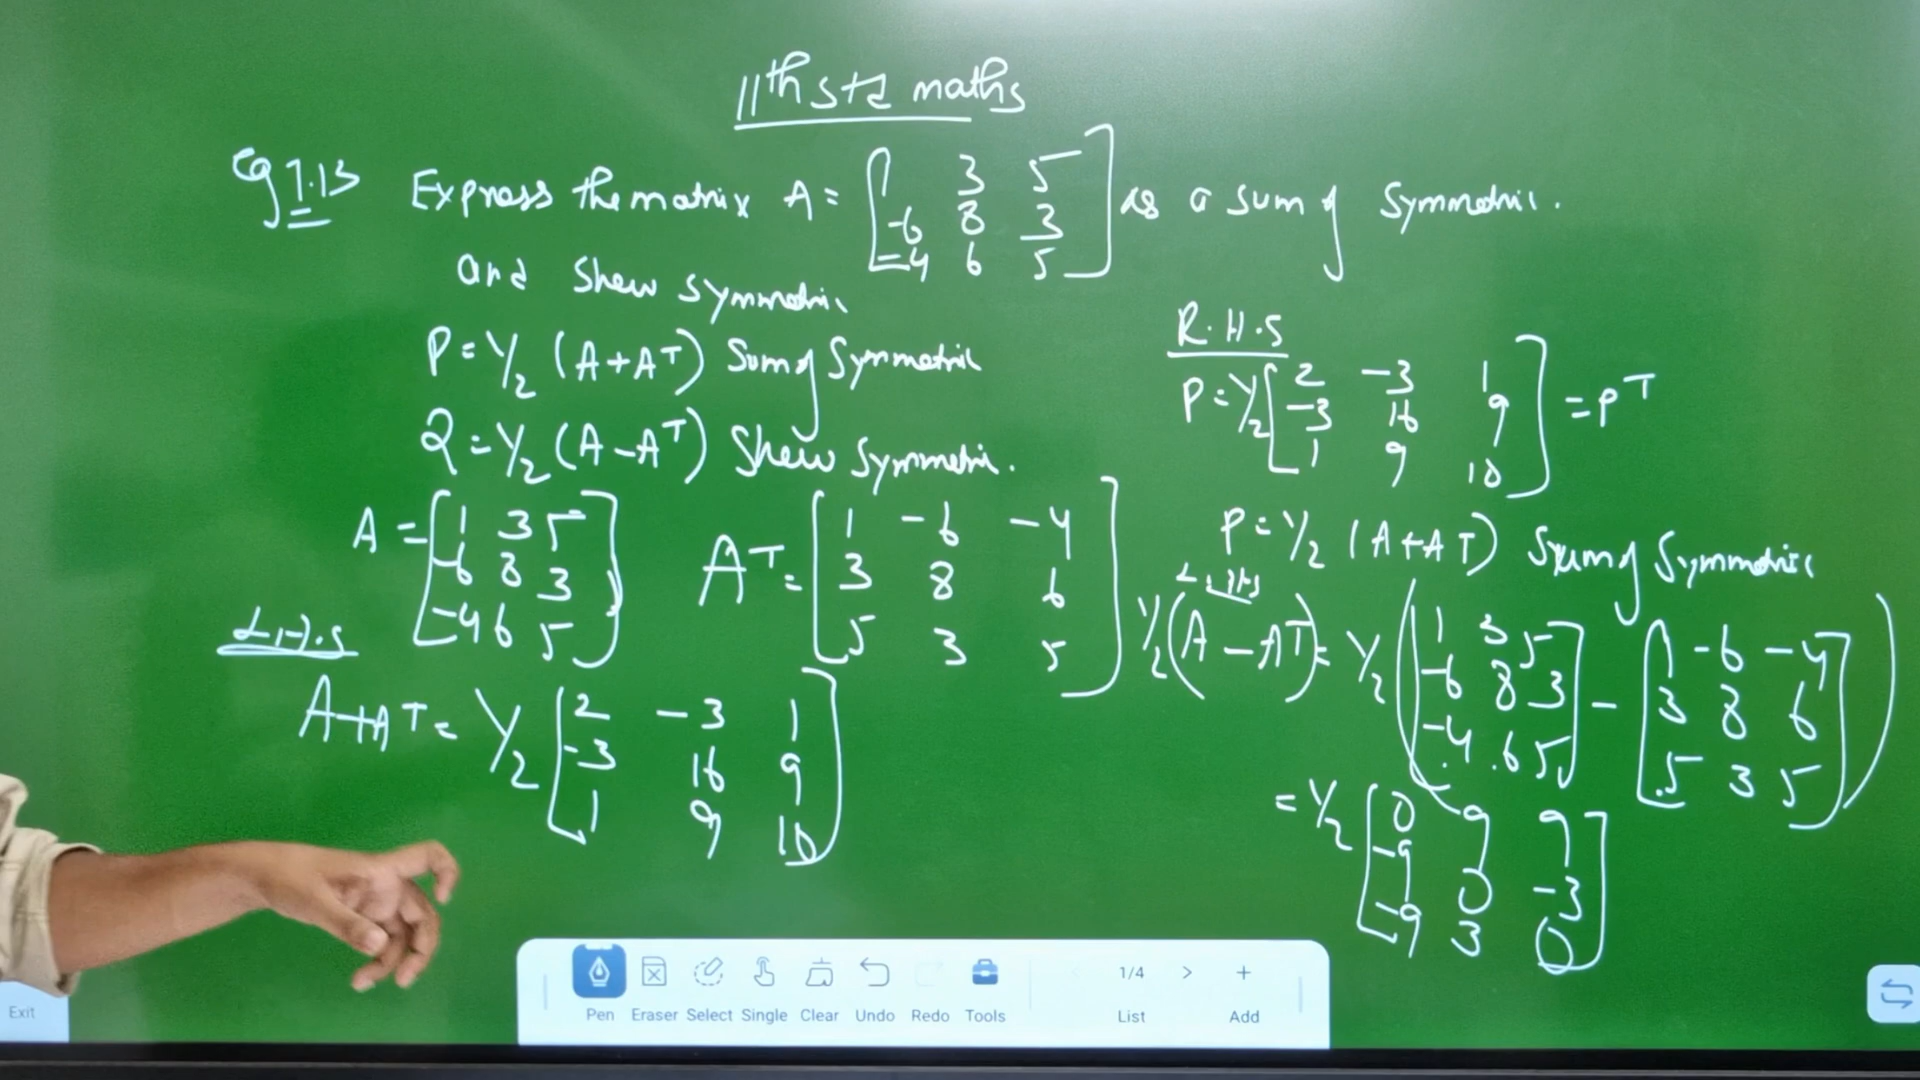 11th std maths
Eg 7.13 Express the matrix A = [1 3 5 as a sum of Symmetric.
-6 8 3
-4 6 5]
and Skew symmetric
P = 1/2 (A + AT) Sum of Symmetric
Q = 1/2 (A - AT) Skew Symmetric.
A = [1 3 5
-6 8 3
-4 6 5]
AT = [1 -6 -4
3 8 6
5 3 5]
L.H.S
A + AT = 1/2 [2 -3 1
-3 16 9
1 9 10]
R.H.S
P = 1/2 [2 -3 1
-3 16 9
1 9 10] = PT
P = 1/2 (A + AT) Sum of Symmetric
L.H.S
1/2 (A - AT) = 1/2 ([1 3 5
-6 8 3
-4 6 5] - [1 -6 -4
3 8 6
5 3 5])
= 1/2 [0 9 9
-9 0 -3
-9 3 0]
Exit
Pen Eraser Select Single Clear Undo Redo Tools
1/4 > +
List Add